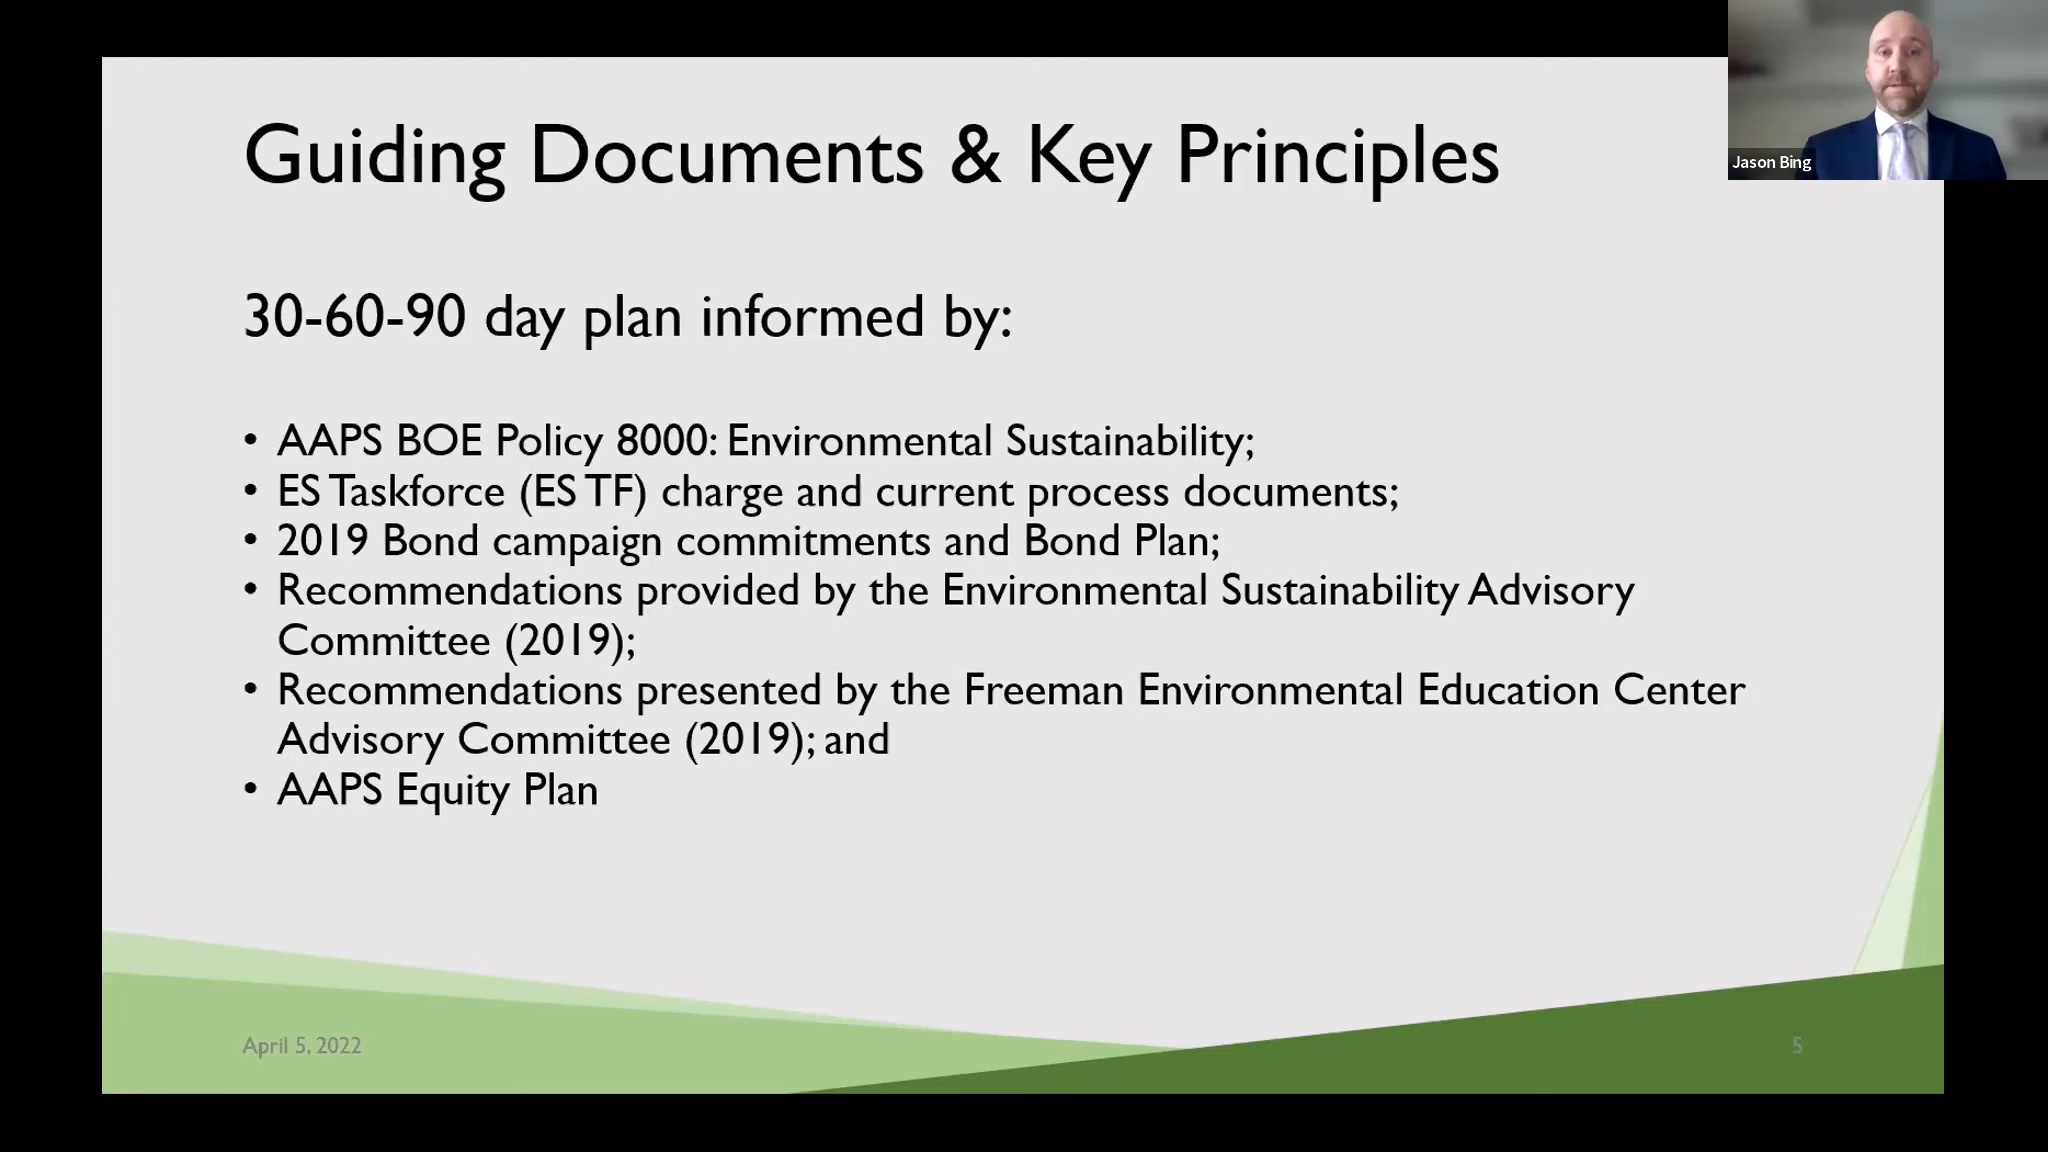 Guiding Documents & Key Principles
Jason Bing
30-60-90 day plan informed by:
• AAPS BOE Policy 8000: Environmental Sustainability;
• ES Taskforce (ES TF) charge and current process documents;
• 2019 Bond campaign commitments and Bond Plan;
• Recommendations provided by the Environmental Sustainability Advisory
Committee (2019);
• Recommendations presented by the Freeman Environmental Education Center
Advisory Committee (2019); and
• AAPS Equity Plan
April 5, 2022
5